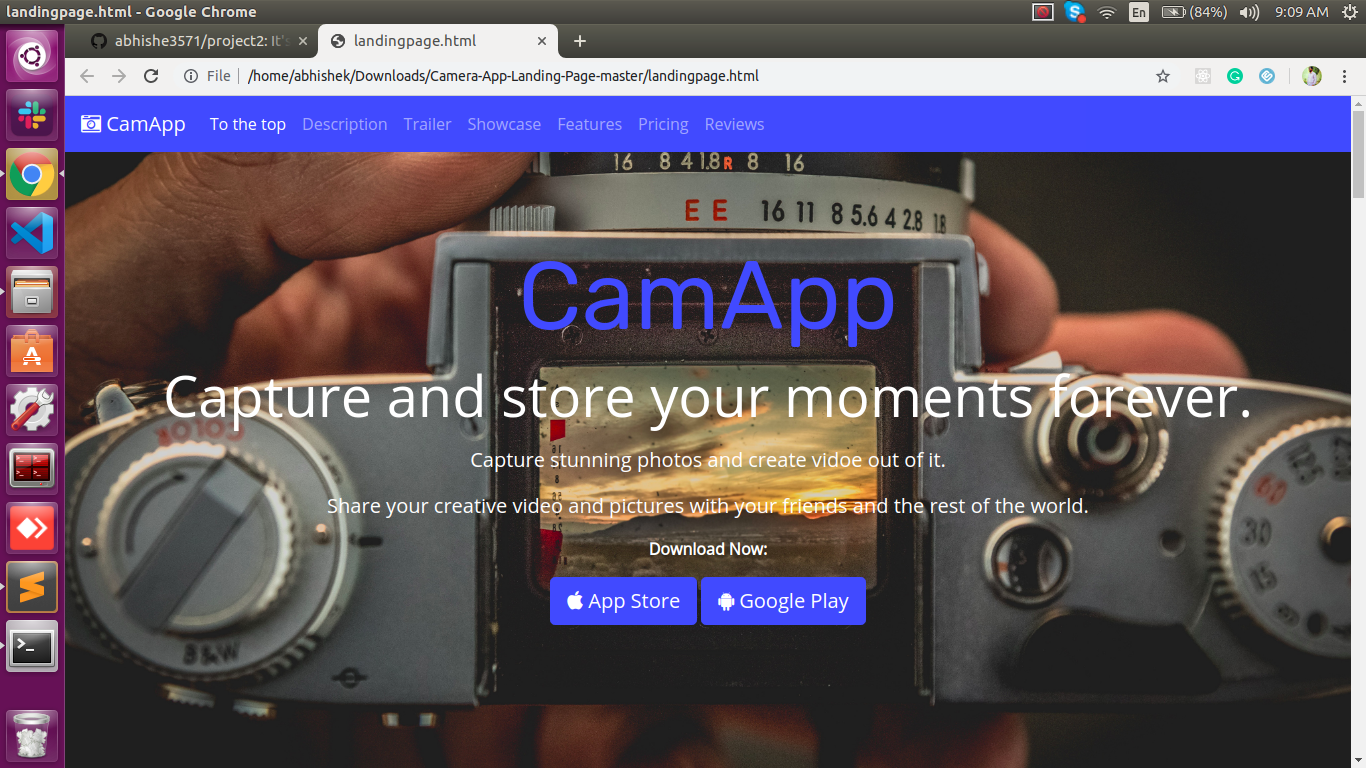 landingpage.html - Google Chrome
En (84%) 9:09 AM
abhishe3571/project2: It's
landingpage.html
File /home/abhishek/Downloads/Camera-App-Landing-Page-master/landingpage.html
CamApp To the top Description Trailer Showcase Features Pricing Reviews
16 8 4 1.8 R 8 16
E E 16 11 8 5.6 4 2.8 1.8
CamApp
Capture and store your moments forever.
COLOR
Capture stunning photos and create vidoe out of it.
Share your creative video and pictures with your friends and the rest of the world.
60
30
15
Download Now:
App Store Google Play
B&W